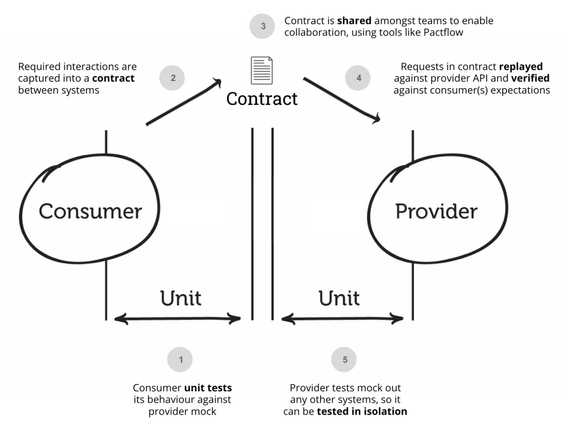 3
Contract is shared amongst teams to enable
collaboration, using tools like Pactflow
Required interactions are
captured into a contract
between systems
2
4
Requests in contract replayed
against provider API and verified
against consumer(s) expectations
Contract
Consumer
Provider
Unit
Unit
1
Consumer unit tests
its behaviour against
provider mock
5
Provider tests mock out
any other systems, so it
can be tested in isolation